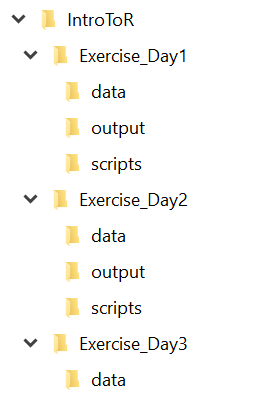 IntroToR
Exercise_Day1
data
output
scripts
Exercise_Day2
data
output
scripts
Exercise_Day3
data